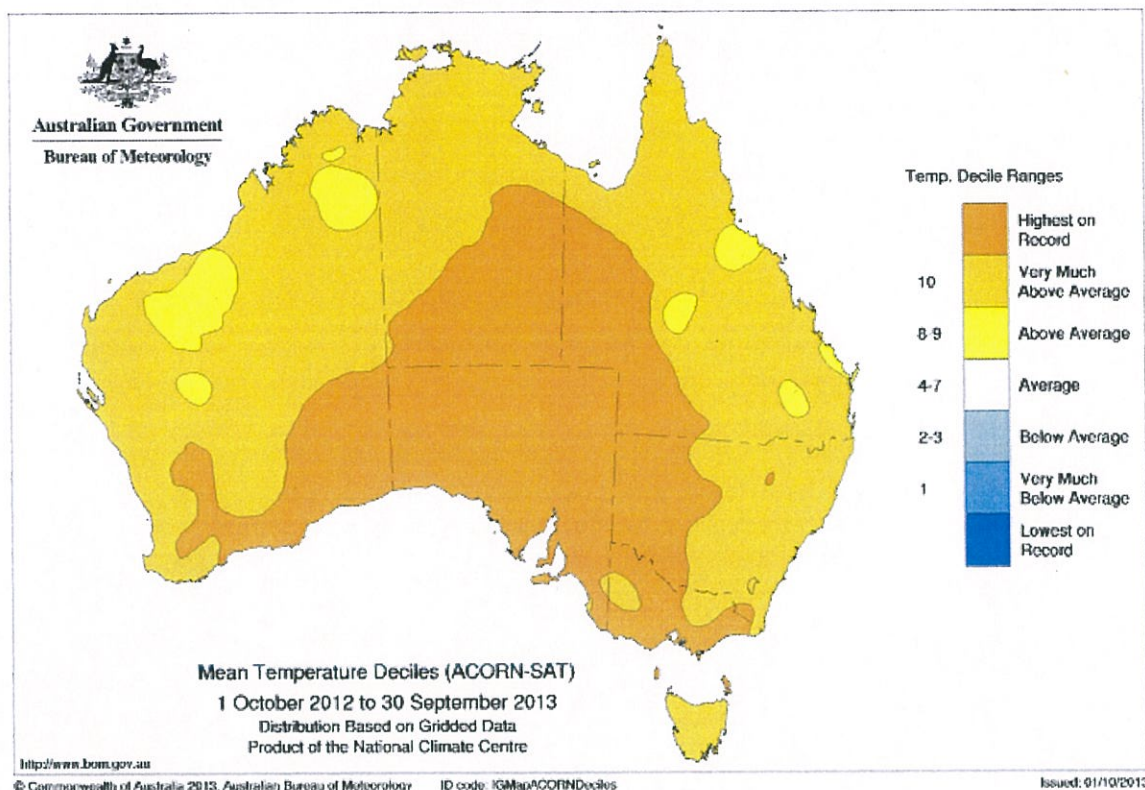 Australian Government
Bureau of Meteorology
Temp. Decile Ranges
Highest on
Record
10
Very Much
Above Average
8-9
Above Average
4-7
Average
2-3
Below Average
1
Very Much
Below Average
Lowest on
Record
Mean Temperature Deciles (ACORN-SAT)
1 October 2012 to 30 September 2013
Distribution Based on Gridded Data
Product of the National Climate Centre
http://www.bom.gov.au
© Commonwealth of Australia 2013, Australian Bureau of Meteorology ID code: IGMapACORNDeciles Issued: 01/10/2013